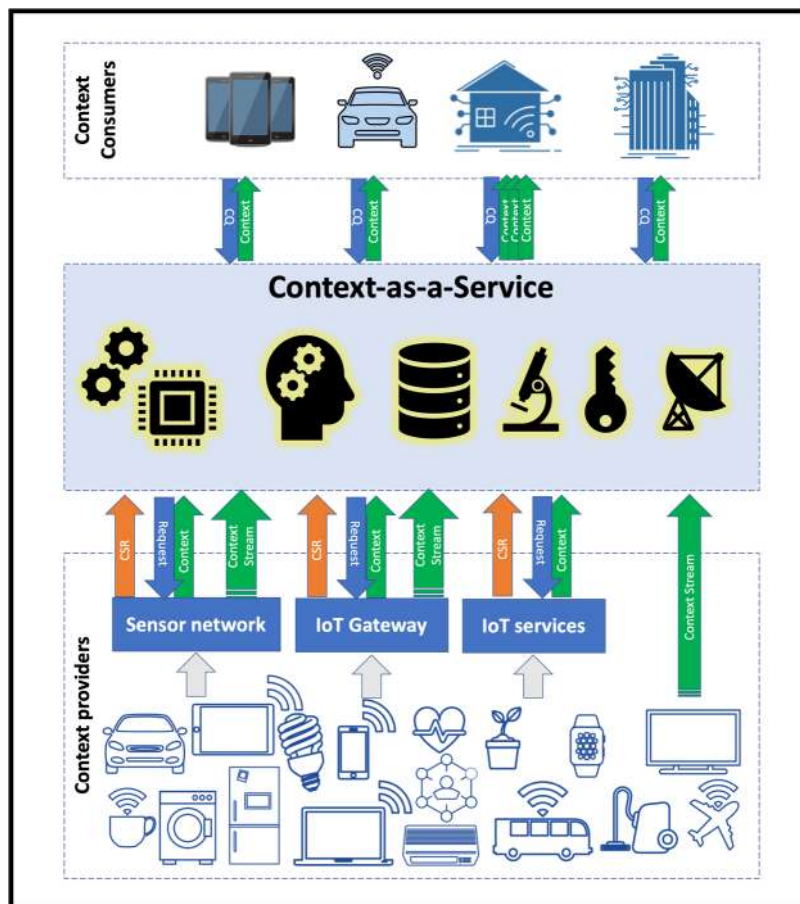 Context
Consumers
CQ
Context
CQ
Context
CQ
Context
Context
Context
CQ
Context
Context-as-a-Service
CSR
Request
Context
Context
Stream
CSR
Request
Context
Context
Stream
CSR
Request
Context
Context Stream
Context providers
Sensor network
IoT Gateway
IoT services